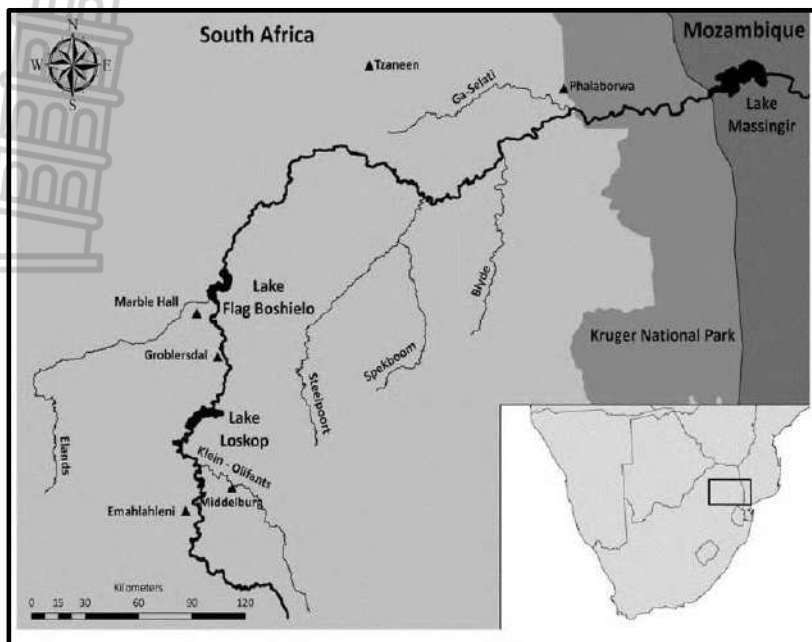 N
W E
S
South Africa
Mozambique
Tzaneen
Phalaborwa
Ga-Selati
Lake
Massingir
Lake
Flag Boshielo
Marble Hall
Groblersdal
Blyde
Kruger National Park
Spekboom
Steelpoort
Elands
Lake
Loskop
Klein - Olifants
Middelburg
Emahlahleni
Kilometers
0 15 30 60 90 120